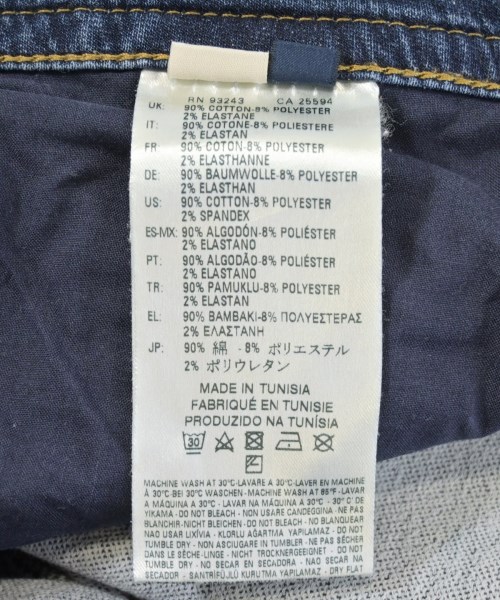 RN 93243 CA 25594
UK: 90% COTTON-8% POLYESTER
2% ELASTANE
IT: 90% COTONE-8% POLIESTERE
2% ELASTAN
FR: 90% COTON-8% POLYESTER
2% ELASTHANNE
DE: 90% BAUMWOLLE-8% POLYESTER
2% ELASTHAN
US: 90% COTTON-8% POLYESTER
2% SPANDEX
ES-MX: 90% ALGODÓN-8% POLIÉSTER
2% ELASTANO
PT: 90% ALGODÃO-8% POLIÉSTER
2% ELASTANO
TR: 90% PAMUKLU-8% POLYESTER
2% ELASTAN
EL: 90% ΒΑΜΒΑΚΙ-8% ΠΟΛΥΕΣΤΕΡΑΣ
2% ΕΛΑΣΤΑΝΗ
JP: 90% 綿 - 8% ポリエステル
2% ポリウレタン
MADE IN TUNISIA
FABRIQUÉ EN TUNISIE
PRODUZIDO NA TUNÍSIA
30
MACHINE WASH AT 30°C-LAVARE A 30°C-LAVER EN MACHINE
À 30°C-BEI 30°C WASCHEN - MACHINE WASH AT 85°F - LAVAR
A MÁQUINA A 30°C - LAVAR À MÁQUINA A 30°C - 30° C' DE
YIKAMA - DO NOT BLEACH - NON USARE CANDEGGINA - NE PAS
BLANCHIR-NICHT BLEICHEN - DO NOT BLEACH - NO BLANQUEAR
NAO USAR LIXÍVIA - KLORLU AĞARTMA YAPILAMAZ - DO NOT
TUMBLE DRY - NON ASCIUGARE IN TUMBLER - NE PAS SÉCHER
DANS LE SÈCHE-LINGE - NICHT TROCKNERGEEIGNET - DO NOT
TUMBLE DRY - NO USAR SECADORA - NÃO SECAR NO
SECADOR - SANTRİFÜJLÜ KURUTMA YAPILAMAZ - DRY FLAT